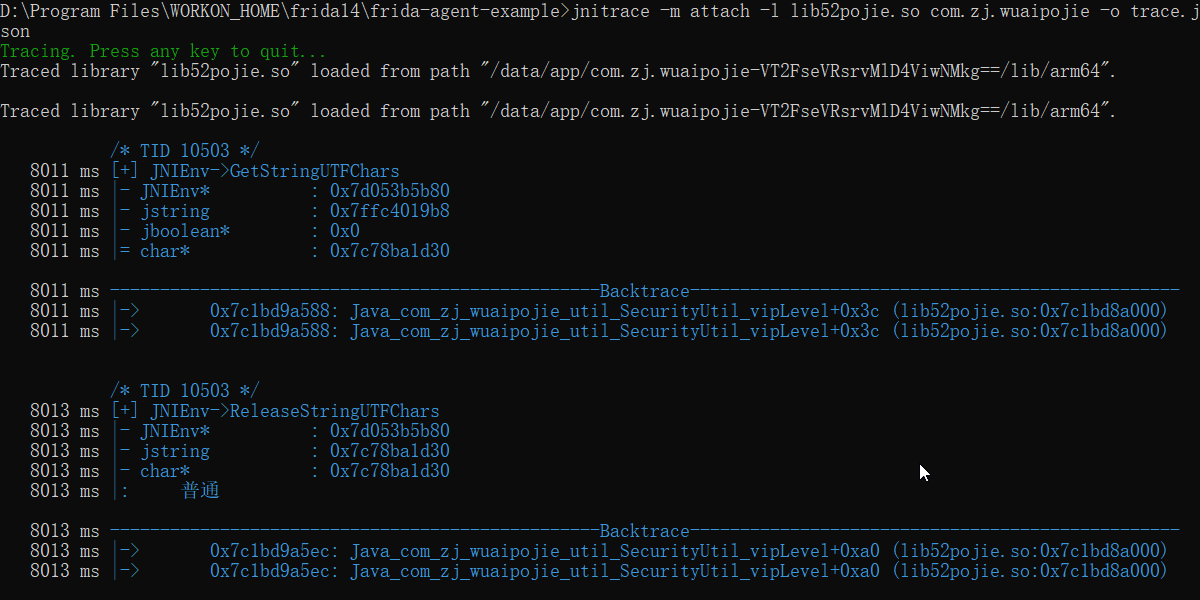 D:\Program Files\WORKON_HOME\frida14\frida-agent-example>jnitrace -m attach -l lib52pojie.so com.zj.wuaipojie -o trace.j
son
Tracing. Press any key to quit...
Traced library "lib52pojie.so" loaded from path "/data/app/com.zj.wuaipojie-VT2FseVRsrvMlD4ViwNMkg==/lib/arm64".
Traced library "lib52pojie.so" loaded from path "/data/app/com.zj.wuaipojie-VT2FseVRsrvMlD4ViwNMkg==/lib/arm64".
/* TID 10503 */
8011 ms [+] JNIEnv->GetStringUTFChars
8011 ms |- JNIEnv* : 0x7d053b5b80
8011 ms |- jstring : 0x7ffc4019b8
8011 ms |- jboolean* : 0x0
8011 ms |= char* : 0x7c78ba1d30
8011 ms -------------------------------------------------Backtrace-------------------------------------------------
8011 ms |-> 0x7c1bd9a588: Java_com_zj_wuaipojie_util_SecurityUtil_vipLevel+0x3c (lib52pojie.so:0x7c1bd8a000)
8011 ms |-> 0x7c1bd9a588: Java_com_zj_wuaipojie_util_SecurityUtil_vipLevel+0x3c (lib52pojie.so:0x7c1bd8a000)
/* TID 10503 */
8013 ms [+] JNIEnv->ReleaseStringUTFChars
8013 ms |- JNIEnv* : 0x7d053b5b80
8013 ms |- jstring : 0x7c78ba1d30
8013 ms |- char* : 0x7c78ba1d30
8013 ms |: 普通
8013 ms -------------------------------------------------Backtrace-------------------------------------------------
8013 ms |-> 0x7c1bd9a5ec: Java_com_zj_wuaipojie_util_SecurityUtil_vipLevel+0xa0 (lib52pojie.so:0x7c1bd8a000)
8013 ms |-> 0x7c1bd9a5ec: Java_com_zj_wuaipojie_util_SecurityUtil_vipLevel+0xa0 (lib52pojie.so:0x7c1bd8a000)